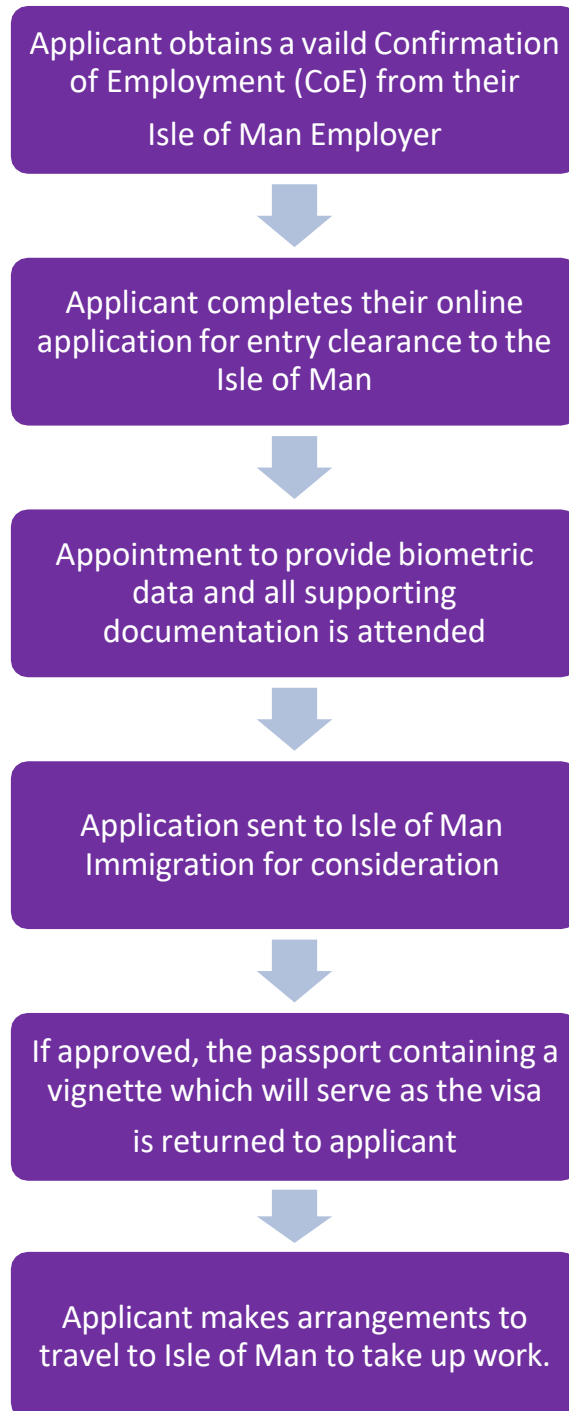 Applicant obtains a vaild Confirmation
of Employment (CoE) from their
Isle of Man Employer
Applicant completes their online
application for entry clearance to the
Isle of Man
Appointment to provide biometric
data and all supporting
documentation is attended
Application sent to Isle of Man
Immigration for consideration
If approved, the passport containing a
vignette which will serve as the visa
is returned to applicant
Applicant makes arrangements to
travel to Isle of Man to take up work.